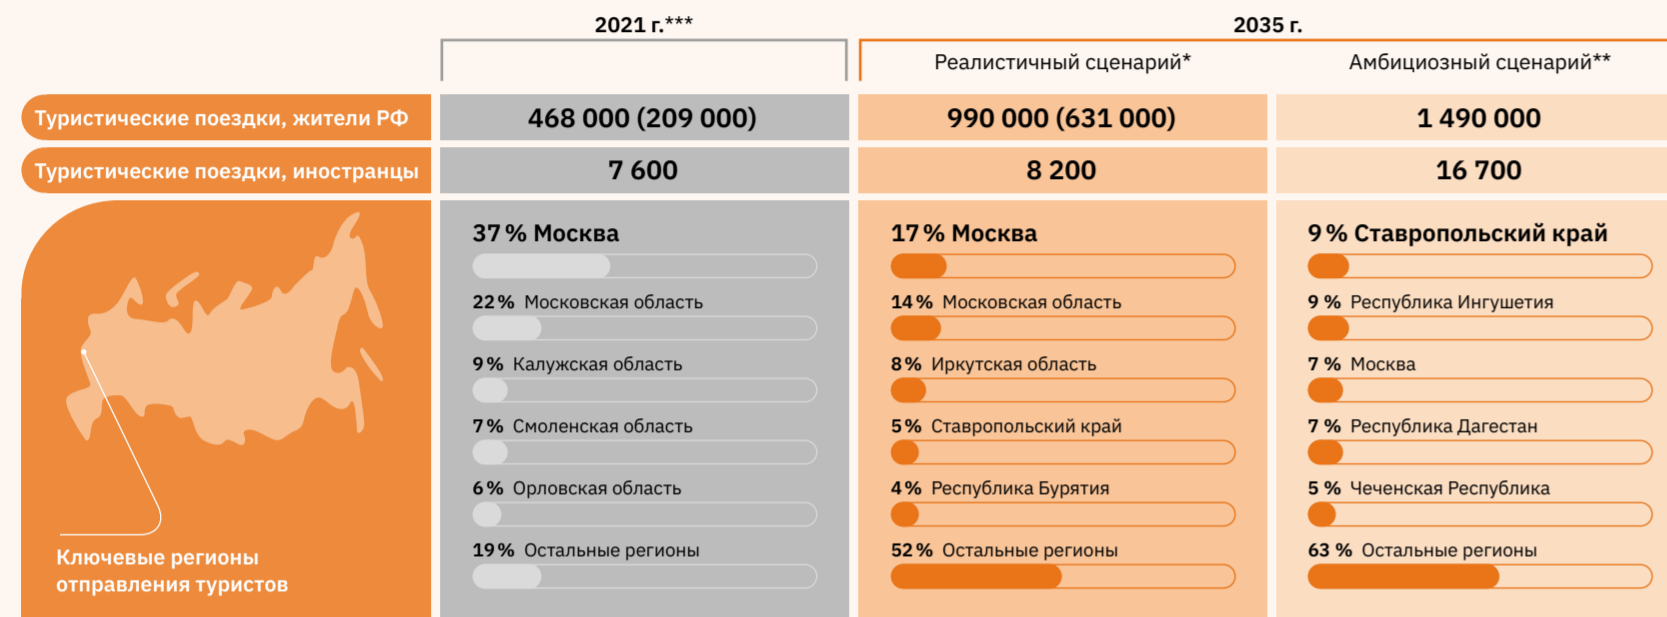 2021 г.***
2035 г.
Реалистичный сценарий*
Амбициозный сценарий**
Туристические поездки, жители РФ
468 000 (209 000)
990 000 (631 000)
1 490 000
Туристические поездки, иностранцы
7 600
8 200
16 700
Ключевые регионы
отправления туристов
37 % Москва
22 % Московская область
9 % Калужская область
7 % Смоленская область
6 % Орловская область
19 % Остальные регионы
17 % Москва
14 % Московская область
8 % Иркутская область
5 % Ставропольский край
4 % Республика Бурятия
52 % Остальные регионы
9 % Ставропольский край
9 % Республика Ингушетия
7 % Москва
7 % Республика Дагестан
5 % Чеченская Республика
63 % Остальные регионы